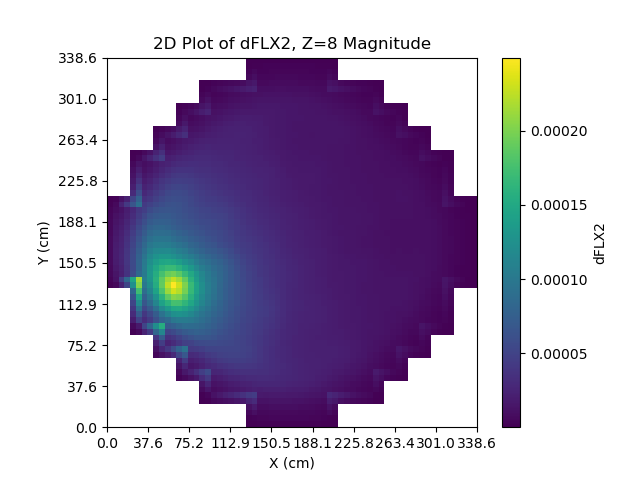 2D Plot of dFLX2, Z=8 Magnitude
338.6
301.0
263.4
225.8
188.1
150.5
112.9
75.2
37.6
0.0
Y (cm)
0.0 37.6 75.2 112.9 150.5 188.1 225.8 263.4 301.0 338.6
X (cm)
0.00020
0.00015
0.00010
0.00005
dFLX2